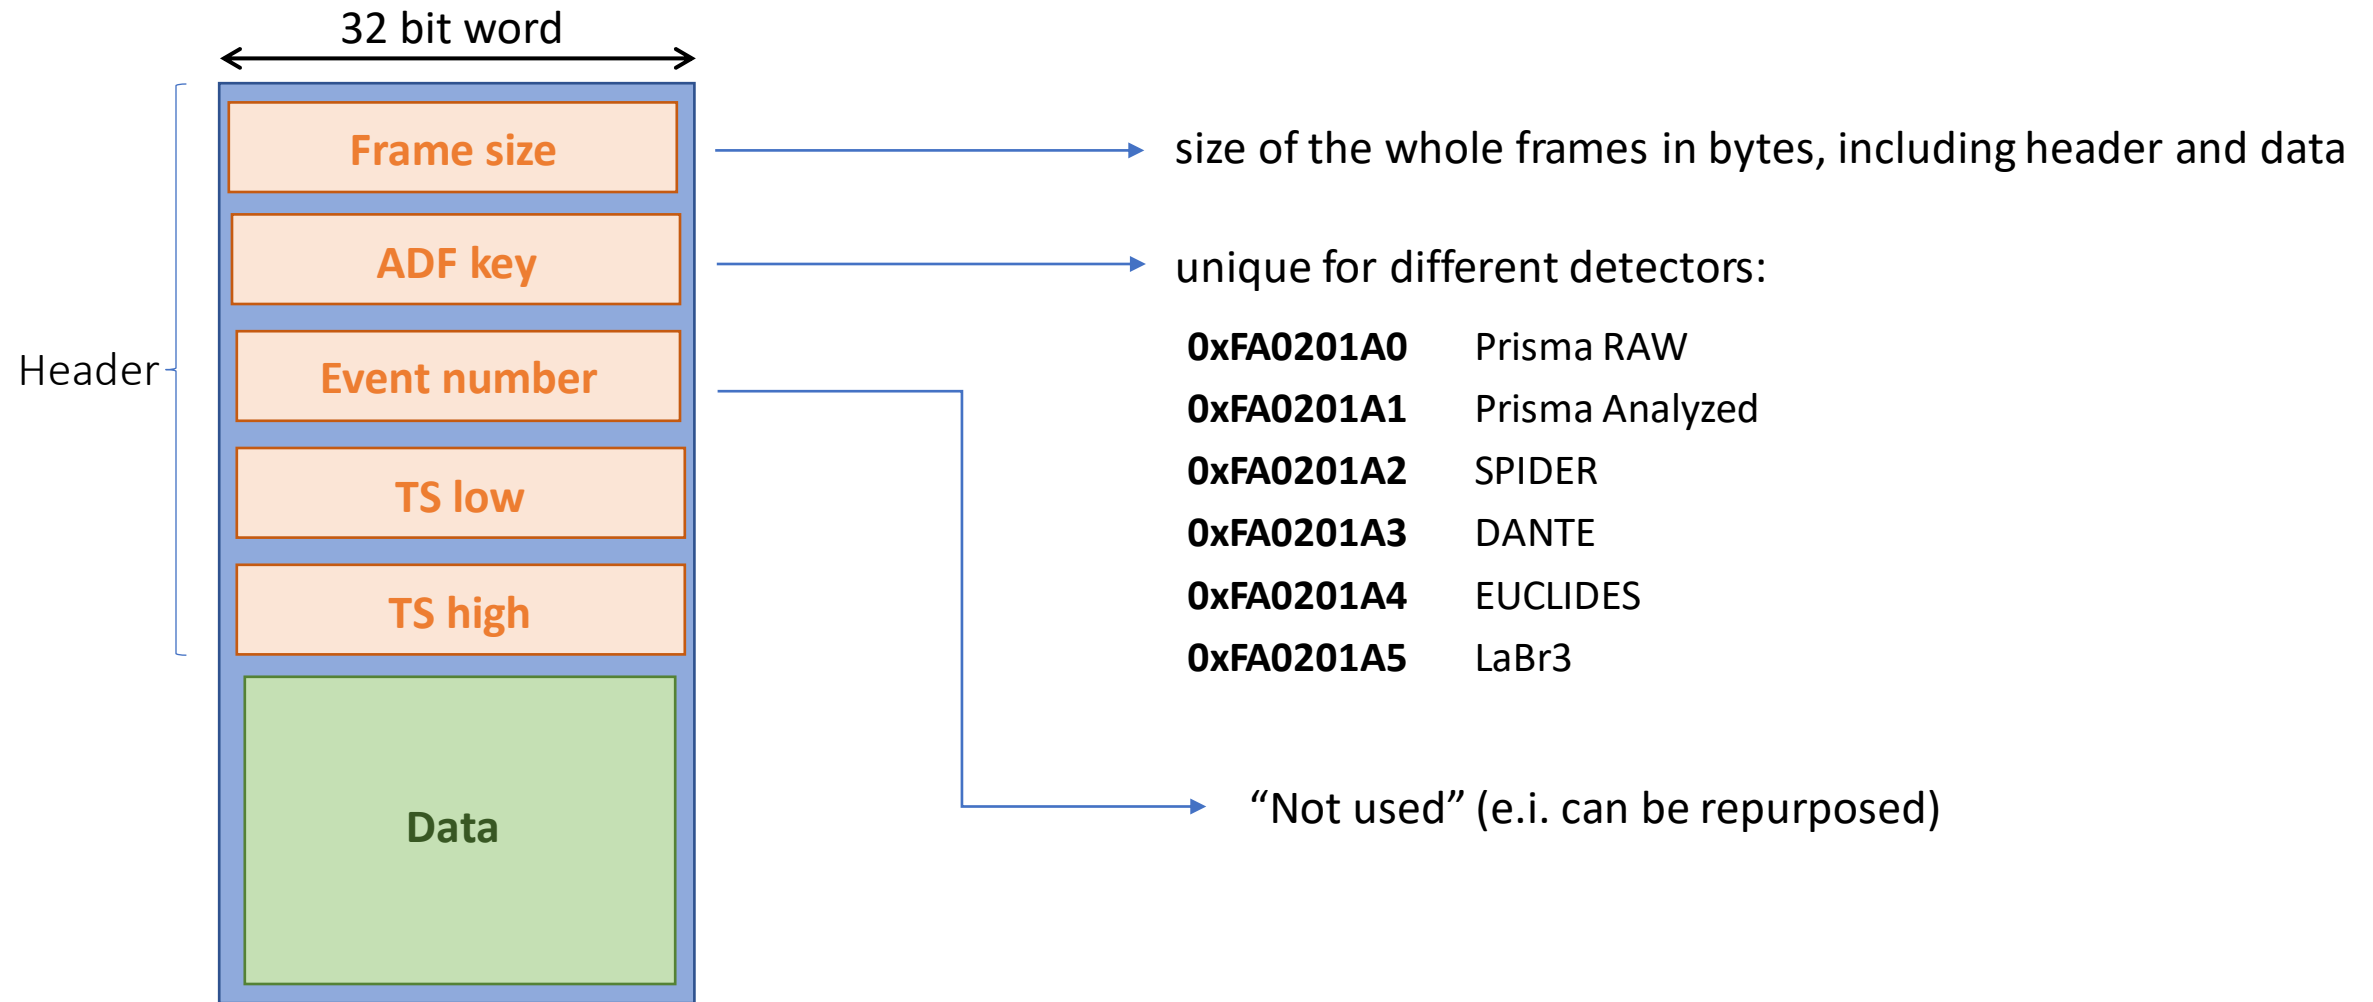 32 bit word
Header
Frame size
size of the whole frames in bytes, including header and data
ADF key
unique for different detectors:
0xFA0201A0 Prisma RAW
0xFA0201A1 Prisma Analyzed
0xFA0201A2 SPIDER
0xFA0201A3 DANTE
0xFA0201A4 EUCLIDES
0xFA0201A5 LaBr3
Event number
“Not used” (e.i. can be repurposed)
TS low
TS high
Data